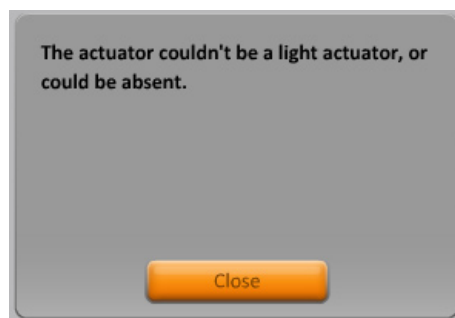 The actuator couldn't be a light actuator, or
could be absent.
Close